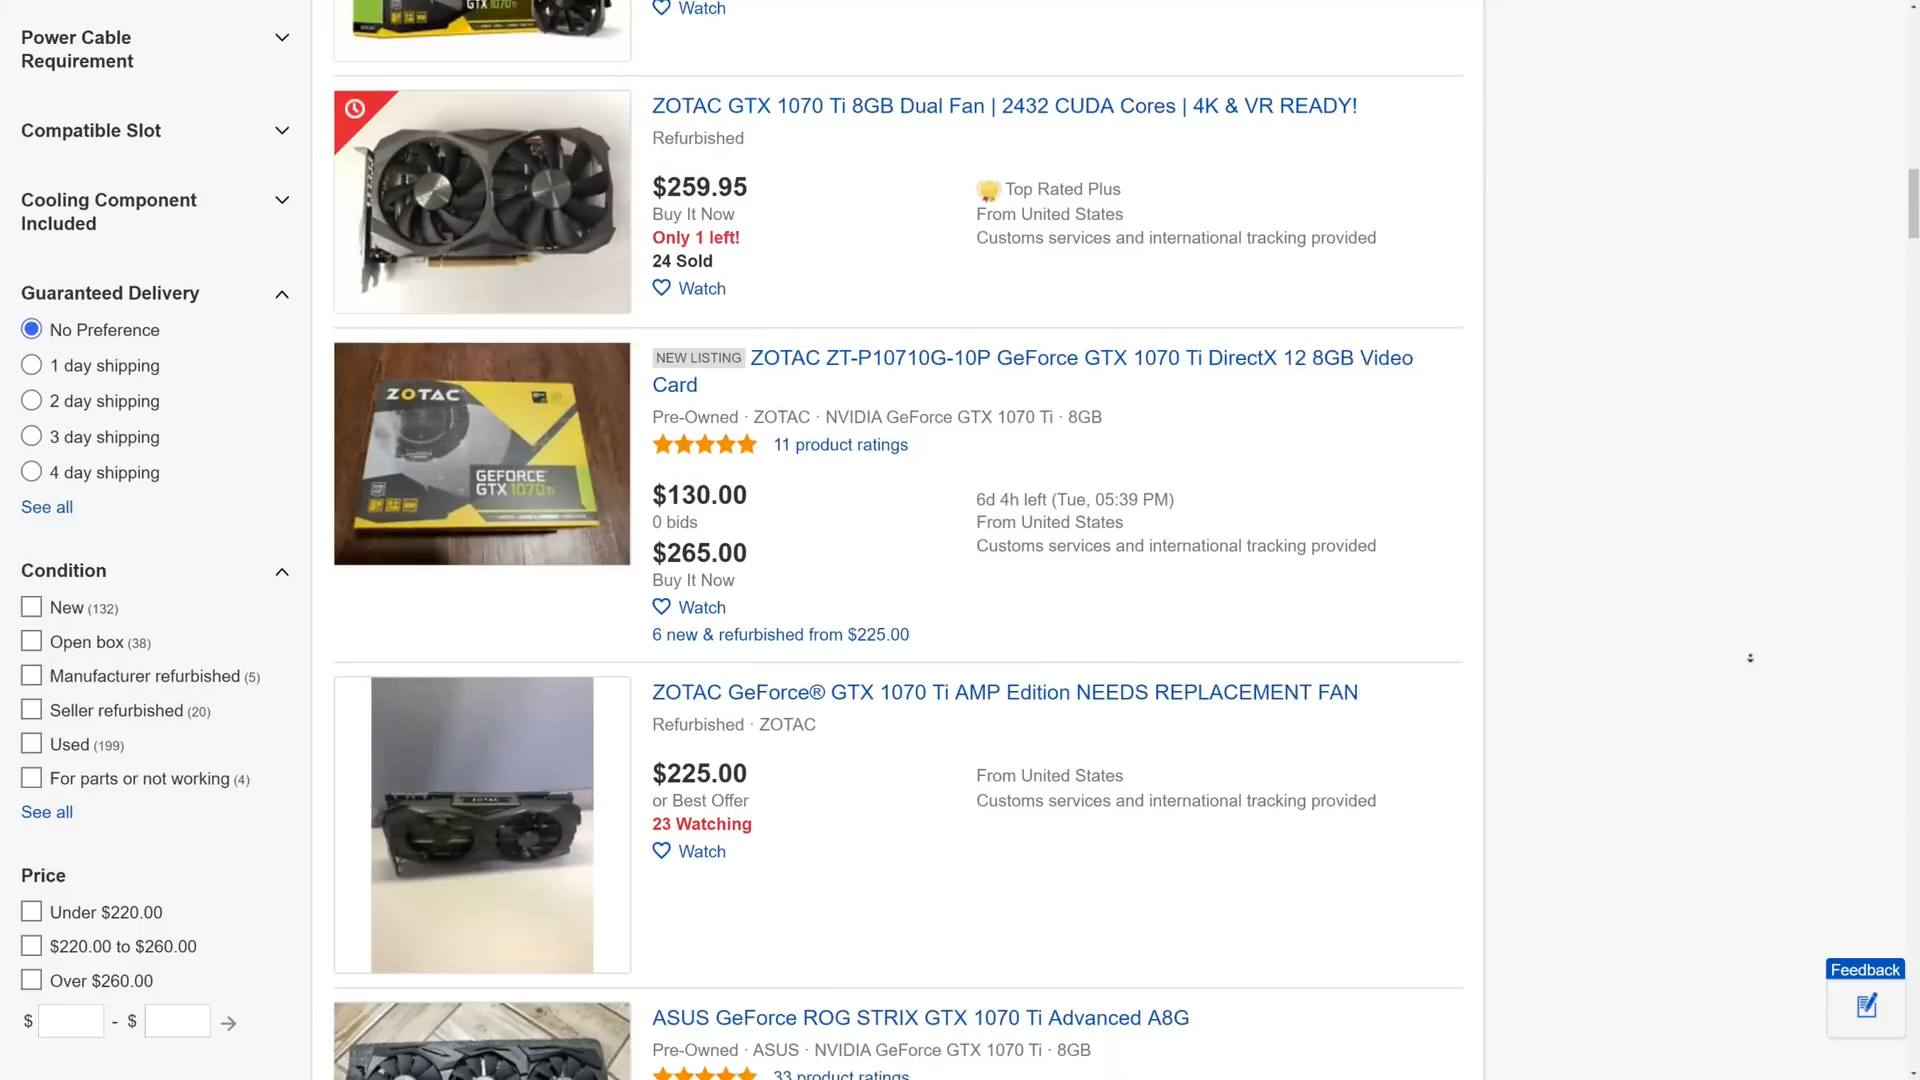 Power Cable
Requirement
Compatible Slot
Cooling Component
Included
Guaranteed Delivery
No Preference
1 day shipping
2 day shipping
3 day shipping
4 day shipping
See all
Condition
New (132)
Open box (38)
Manufacturer refurbished (5)
Seller refurbished (20)
Used (199)
For parts or not working (4)
See all
Price
Under $220.00
$220.00 to $260.00
Over $260.00
$ - $
GTX 1070Ti
Watch
ZOTAC GTX 1070 Ti 8GB Dual Fan | 2432 CUDA Cores | 4K & VR READY!
Refurbished
$259.95
Buy It Now
Only 1 left!
24 Sold
Watch
Top Rated Plus
From United States
Customs services and international tracking provided
ZOTAC
GEFORCE
GTX 1070Ti
NEW LISTING ZOTAC ZT-P10710G-10P GeForce GTX 1070 Ti DirectX 12 8GB Video
Card
Pre-Owned · ZOTAC · NVIDIA GeForce GTX 1070 Ti · 8GB
11 product ratings
$130.00
0 bids
$265.00
Buy It Now
Watch
6 new & refurbished from $225.00
6d 4h left (Tue, 05:39 PM)
From United States
Customs services and international tracking provided
ZOTAC
ZOTAC GeForce® GTX 1070 Ti AMP Edition NEEDS REPLACEMENT FAN
Refurbished · ZOTAC
$225.00
or Best Offer
23 Watching
Watch
From United States
Customs services and international tracking provided
ASUS GeForce ROG STRIX GTX 1070 Ti Advanced A8G
Pre-Owned · ASUS · NVIDIA GeForce GTX 1070 Ti · 8GB
33 product ratings
Feedback